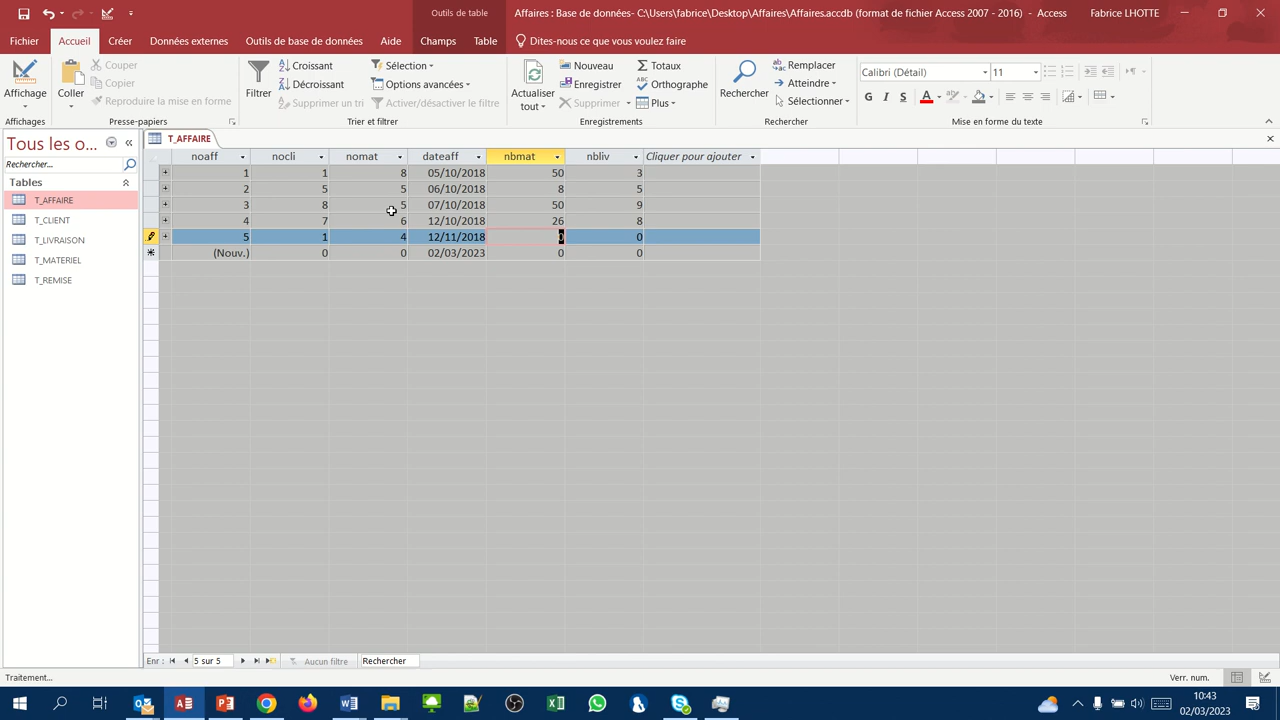 Outils de table
Affaires : Base de données- C:\Users\fabrice\Desktop\Affaires\Affaires.accdb (format de fichier Access 2007 - 2016) - Access
Fabrice LHOTTE
Fichier Accueil Créer Données externes Outils de base de données Aide Champs Table Dites-nous ce que vous voulez faire
Affichage
Affichages
Coller
Couper
Copier
Reproduire la mise en forme
Presse-papiers
Filtrer
Croissant
Décroissant
Supprimer un tri
Sélection
Options avancées
Activer/désactiver le filtre
Trier et filtrer
Actualiser
tout
Nouveau
Enregistrer
Supprimer
Totaux
Orthographe
Plus
Enregistrements
Rechercher
Remplacer
Atteindre
Sélectionner
Rechercher
Calibri (Détail) 11
G I S A
Mise en forme du texte
Tous les o...
Rechercher...
Tables
T_AFFAIRE
T_CLIENT
T_LIVRAISON
T_MATERIEL
T_REMISE
T_AFFAIRE
noaff nocli nomat dateaff nbmat nbliv Cliquer pour ajouter
1 1 8 05/10/2018 50 3
2 5 5 06/10/2018 8 5
3 8 5 07/10/2018 50 9
4 7 6 12/10/2018 26 8
5 1 4 12/11/2018 0 0
(Nouv.) 0 0 02/03/2023 0 0
Enr : 5 sur 5 Aucun filtre Rechercher
Traitement...
Verr. num.
10:43
02/03/2023